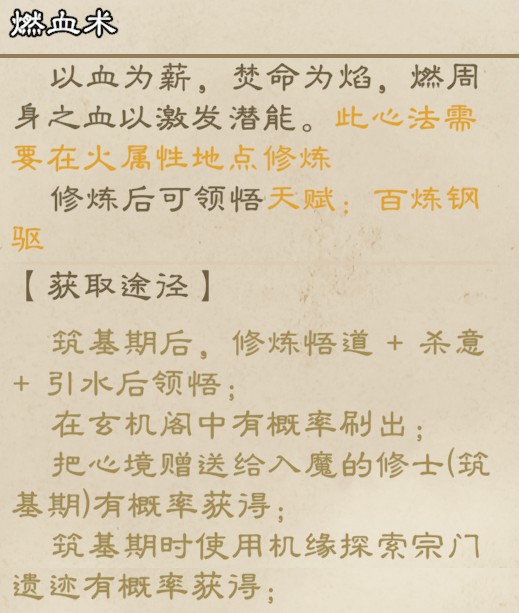 燃血术
以血为薪，焚命为焰，燃周
身之血以激发潜能。此心法需
要在火属性地点修炼
修炼后可领悟天赋：百炼钢
驱
【获取途径】
筑基期后，修炼悟道 + 杀意
+ 引水后领悟；
在玄机阁中有概率刷出；
把心境赠送给入魔的修士(筑
基期)有概率获得；
筑基期时使用机缘探索宗门
遗迹有概率获得；